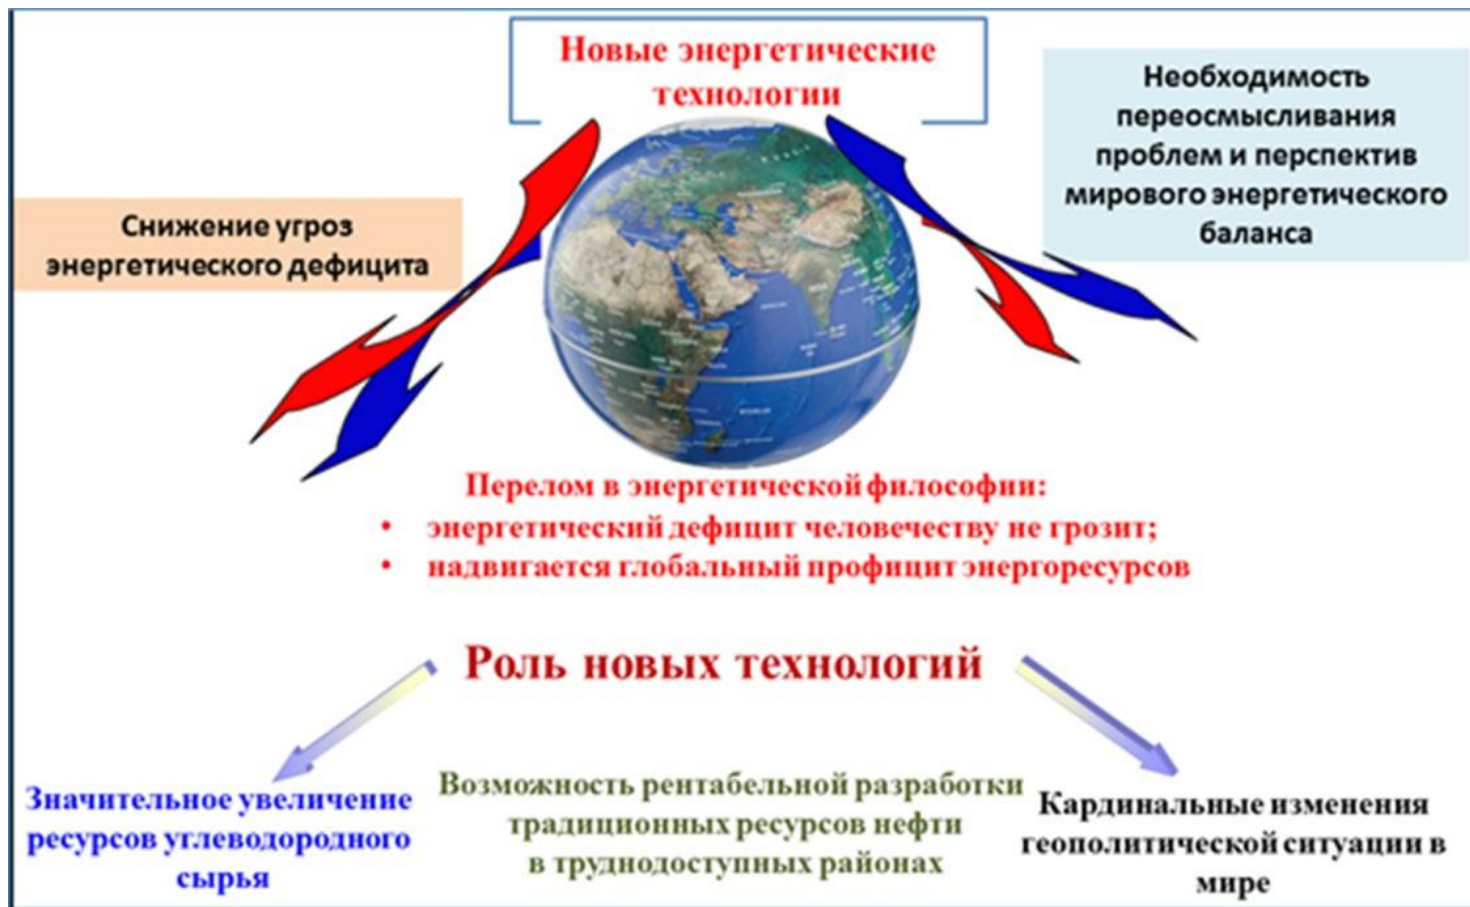 Новые энергетические
технологии
Необходимость
переосмысливания
проблем и перспектив
мирового энергетического
баланса
Снижение угроз
энергетического дефицита
Перелом в энергетической философии:
• энергетический дефицит человечеству не грозит;
• надвигается глобальный профицит энергоресурсов
Роль новых технологий
Значительное увеличение
ресурсов углеводородного
сырья
Возможность рентабельной разработки
традиционных ресурсов нефти
в труднодоступных районах
Кардинальные изменения
геополитической ситуации в
мире